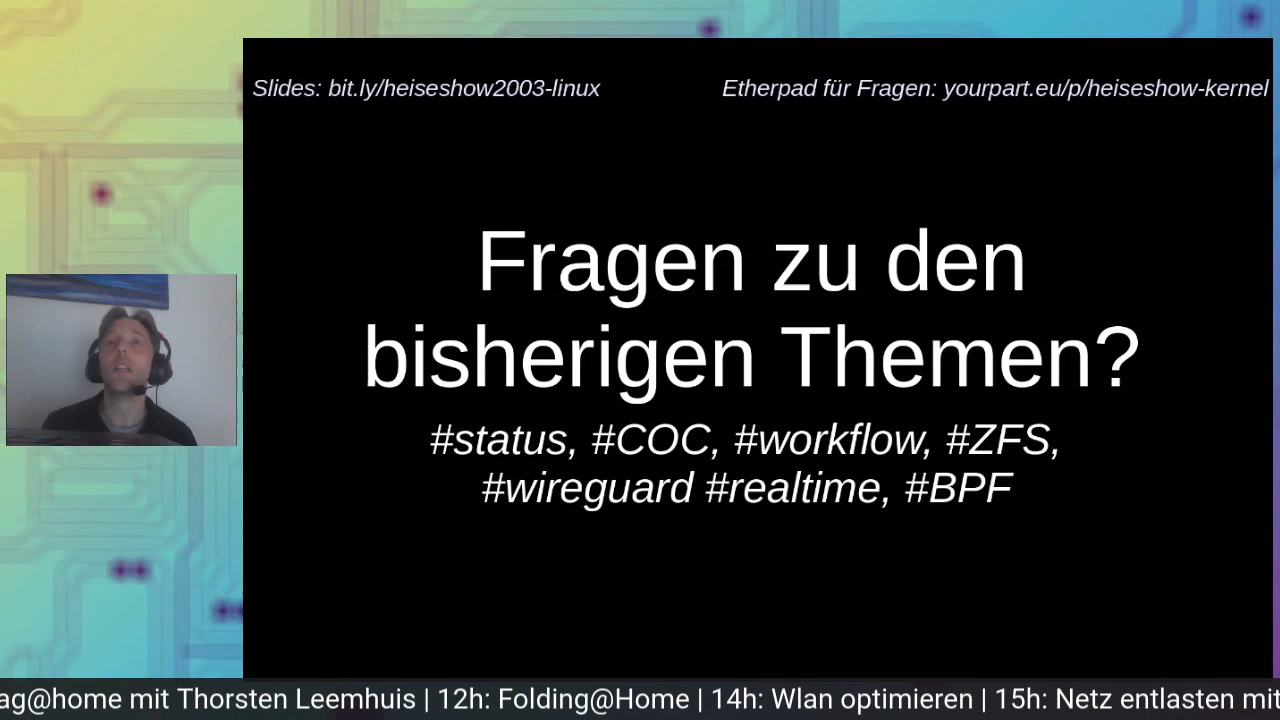 Slides: bit.ly/heiseshow2003-linux
Etherpad für Fragen: yourpart.eu/p/heiseshow-kernel
Fragen zu den
bisherigen Themen?
#status, #COC, #workflow, #ZFS,
#wireguard #realtime, #BPF
ag@home mit Thorsten Leemhuis | 12h: Folding@Home | 14h: Wlan optimieren | 15h: Netz entlasten mit